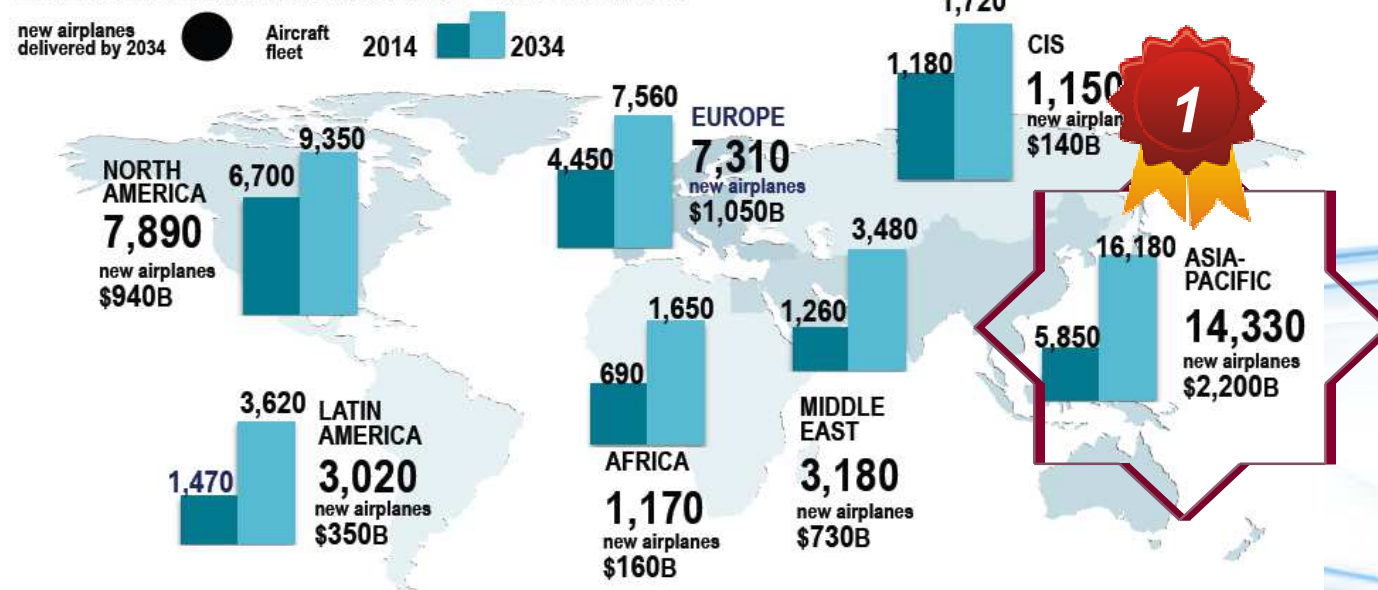 new airplanes
delivered by 2034
Aircraft
fleet
2014
2034
1,720
1,180
CIS
1,150
new airplan
$140B
1
7,560
4,450
EUROPE
7,310
new airplanes
$1,050B
9,350
6,700
NORTH
AMERICA
7,890
new airplanes
$940B
3,480
1,260
MIDDLE
EAST
3,180
new airplanes
$730B
16,180
5,850
ASIA-
PACIFIC
14,330
new airplanes
$2,200B
1,650
690
AFRICA
1,170
new airplanes
$160B
3,620
1,470
LATIN
AMERICA
3,020
new airplanes
$350B